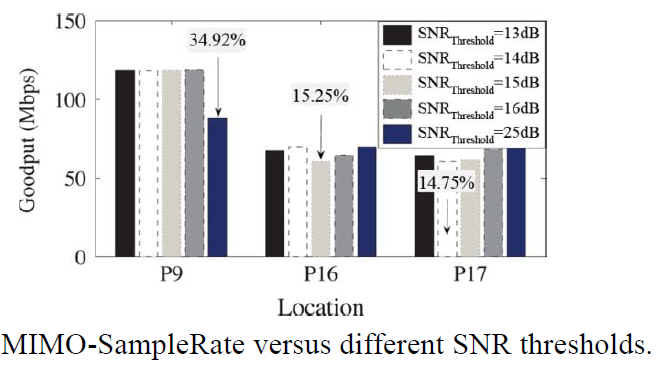 150
100
50
0
Goodput (Mbps)
34.92%
15.25%
14.75%
SNRThreshold=13dB
SNRThreshold=14dB
SNRThreshold=15dB
SNRThreshold=16dB
SNRThreshold=25dB
P9 P16 P17
Location
MIMO-SampleRate versus different SNR thresholds.